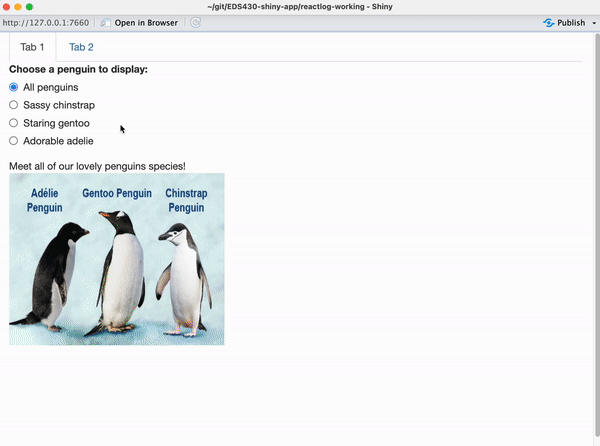 ~/git/EDS430-shiny-app/reactlog-working - Shiny
http://127.0.0.1:7660 Open in Browser Publish
Tab 1 Tab 2
Choose a penguin to display:
All penguins
Sassy chinstrap
Staring gentoo
Adorable adelie
Meet all of our lovely penguins species!
Adélie Gentoo Penguin Chinstrap
Penguin Penguin